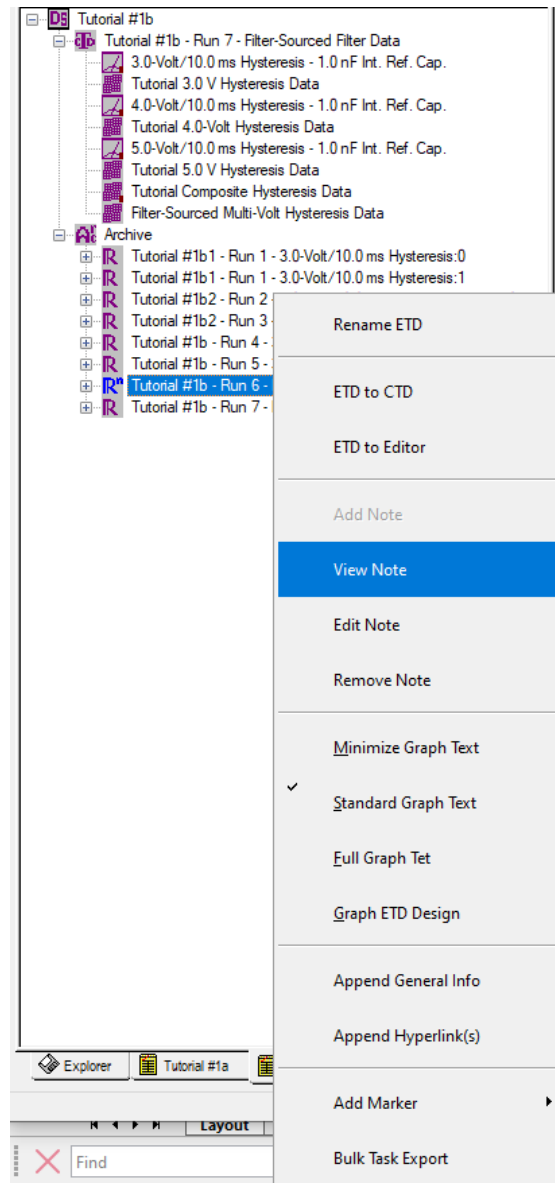 DS Tutorial #1b
CTD Tutorial #1b - Run 7 - Filter-Sourced Filter Data
3.0-Volt/10.0 ms Hysteresis - 1.0 nF Int. Ref. Cap.
Tutorial 3.0 V Hysteresis Data
4.0-Volt/10.0 ms Hysteresis - 1.0 nF Int. Ref. Cap.
Tutorial 4.0-Volt Hysteresis Data
5.0-Volt/10.0 ms Hysteresis - 1.0 nF Int. Ref. Cap.
Tutorial 5.0 V Hysteresis Data
Tutorial Composite Hysteresis Data
Filter-Sourced Multi-Volt Hysteresis Data
Archive
R Tutorial #1b1 - Run 1 - 3.0-Volt/10.0 ms Hysteresis:0
R Tutorial #1b1 - Run 1 - 3.0-Volt/10.0 ms Hysteresis:1
R Tutorial #1b2 - Run 2
R Tutorial #1b2 - Run 3
R Tutorial #1b - Run 4 -
R Tutorial #1b - Run 5 -
Rn Tutorial #1b - Run 6 -
R Tutorial #1b - Run 7 -
Rename ETD
ETD to CTD
ETD to Editor
Add Note
View Note
Edit Note
Remove Note
Minimize Graph Text
Standard Graph Text
Full Graph Tet
Graph ETD Design
Append General Info
Append Hyperlink(s)
Add Marker
Bulk Task Export
Explorer Tutorial #1a
Layout
Find